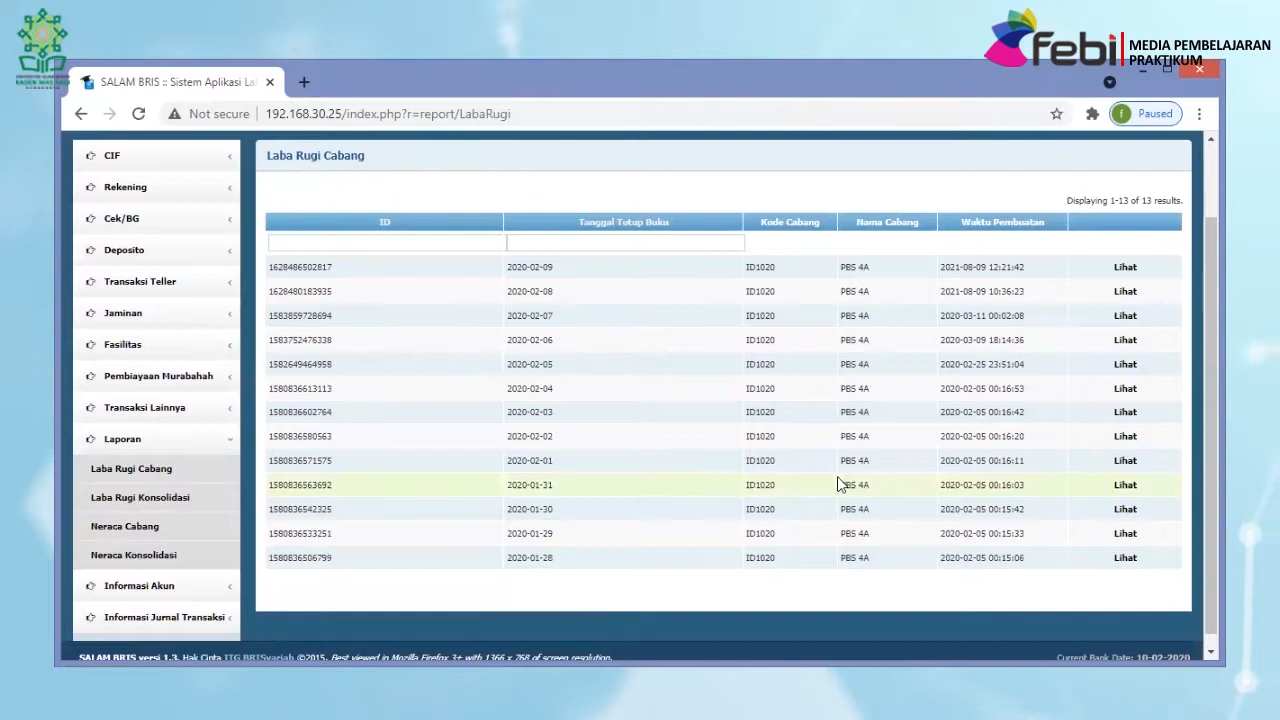 febi
MEDIA PEMBELAJARAN
PRAKTIKUM
SALAM BRIS :: Sistem Aplikasi La
Not secure
192.168.30.25/index.php?r=report/LabaRugi
f Paused
CIF
Rekening
Cek/BG
Deposito
Transaksi Teller
Jaminan
Fasilitas
Pembiayaan Murabahah
Transaksi Lainnya
Laporan
Laba Rugi Cabang
Laba Rugi Konsolidasi
Neraca Cabang
Neraca Konsolidasi
Informasi Akun
Informasi Jurnal Transaksi
Laba Rugi Cabang
Displaying 1-13 of 13 results.
ID Tanggal Tutup Buku Kode Cabang Nama Cabang Waktu Pembuatan
1628486502817 2020-02-09 ID1020 PBS 4A 2021-08-09 12:21:42 Lihat
1628480183935 2020-02-08 ID1020 PBS 4A 2021-08-09 10:36:23 Lihat
1583859728694 2020-02-07 ID1020 PBS 4A 2020-03-11 00:02:08 Lihat
1583752476338 2020-02-06 ID1020 PBS 4A 2020-03-09 18:14:36 Lihat
1582649464958 2020-02-05 ID1020 PBS 4A 2020-02-25 23:51:04 Lihat
1580836613113 2020-02-04 ID1020 PBS 4A 2020-02-05 00:16:53 Lihat
1580836602764 2020-02-03 ID1020 PBS 4A 2020-02-05 00:16:42 Lihat
1580836580563 2020-02-02 ID1020 PBS 4A 2020-02-05 00:16:20 Lihat
1580836571575 2020-02-01 ID1020 PBS 4A 2020-02-05 00:16:11 Lihat
1580836563692 2020-01-31 ID1020 PBS 4A 2020-02-05 00:16:03 Lihat
1580836542325 2020-01-30 ID1020 PBS 4A 2020-02-05 00:15:42 Lihat
1580836533251 2020-01-29 ID1020 PBS 4A 2020-02-05 00:15:33 Lihat
1580836506799 2020-01-28 ID1020 PBS 4A 2020-02-05 00:15:06 Lihat
SALAM BRIS versi 1.3. Hak Cipta ITG BRISyariah ©2015. Best viewed in Mozilla Firefox 3+ with 1366 x 768 of screen resolution.
Current Bank Date: 10-02-2020